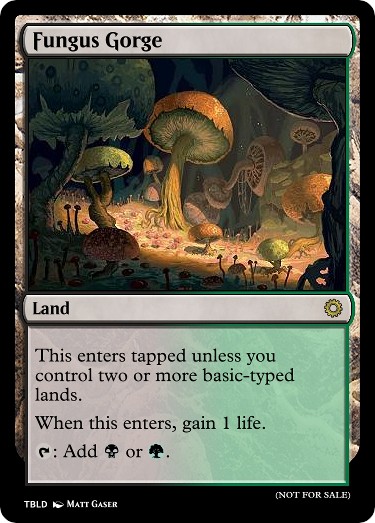 Fungus Gorge
Land
This enters tapped unless you
control two or more basic-typed
lands.
When this enters, gain 1 life.
: Add or .
(NOT FOR SALE)
TBLD Matt Gaser